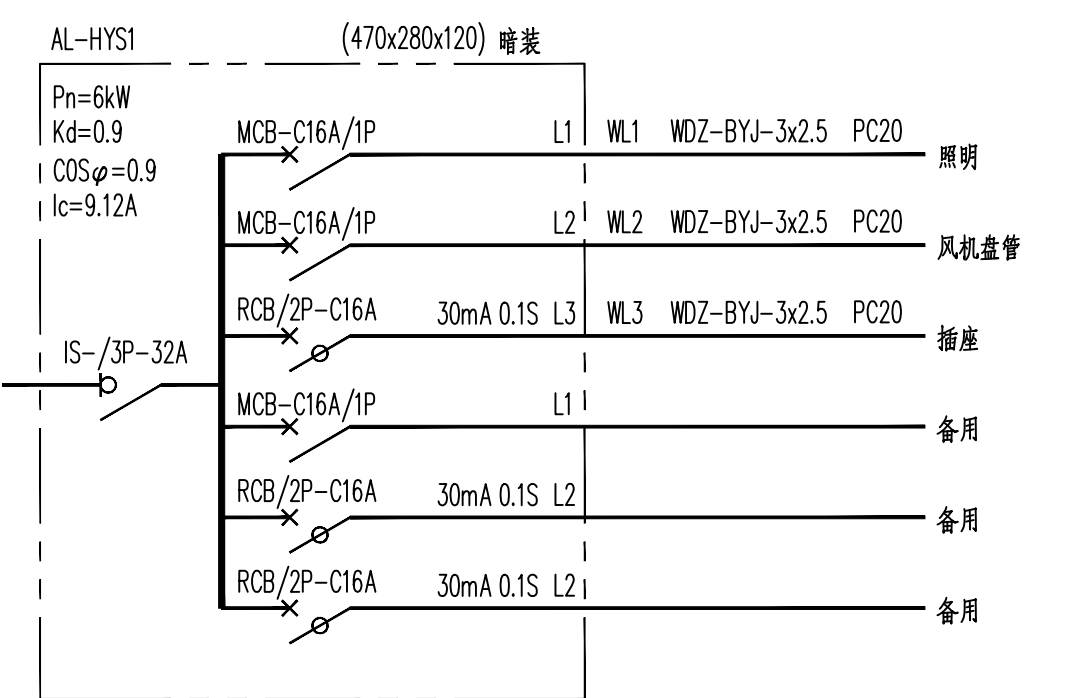 AL-HYS1 (470x280x120) 暗装
Pn=6kW
Kd=0.9
COSφ=0.9
Ic=9.12A
MCB-C16A/1P L1 WL1 WDZ-BYJ-3x2.5 PC20 照明
MCB-C16A/1P L2 WL2 WDZ-BYJ-3x2.5 PC20 风机盘管
RCB/2P-C16A 30mA 0.1S L3 WL3 WDZ-BYJ-3x2.5 PC20 插座
IS-/3P-32A
MCB-C16A/1P L1 备用
RCB/2P-C16A 30mA 0.1S L2 备用
RCB/2P-C16A 30mA 0.1S L2 备用